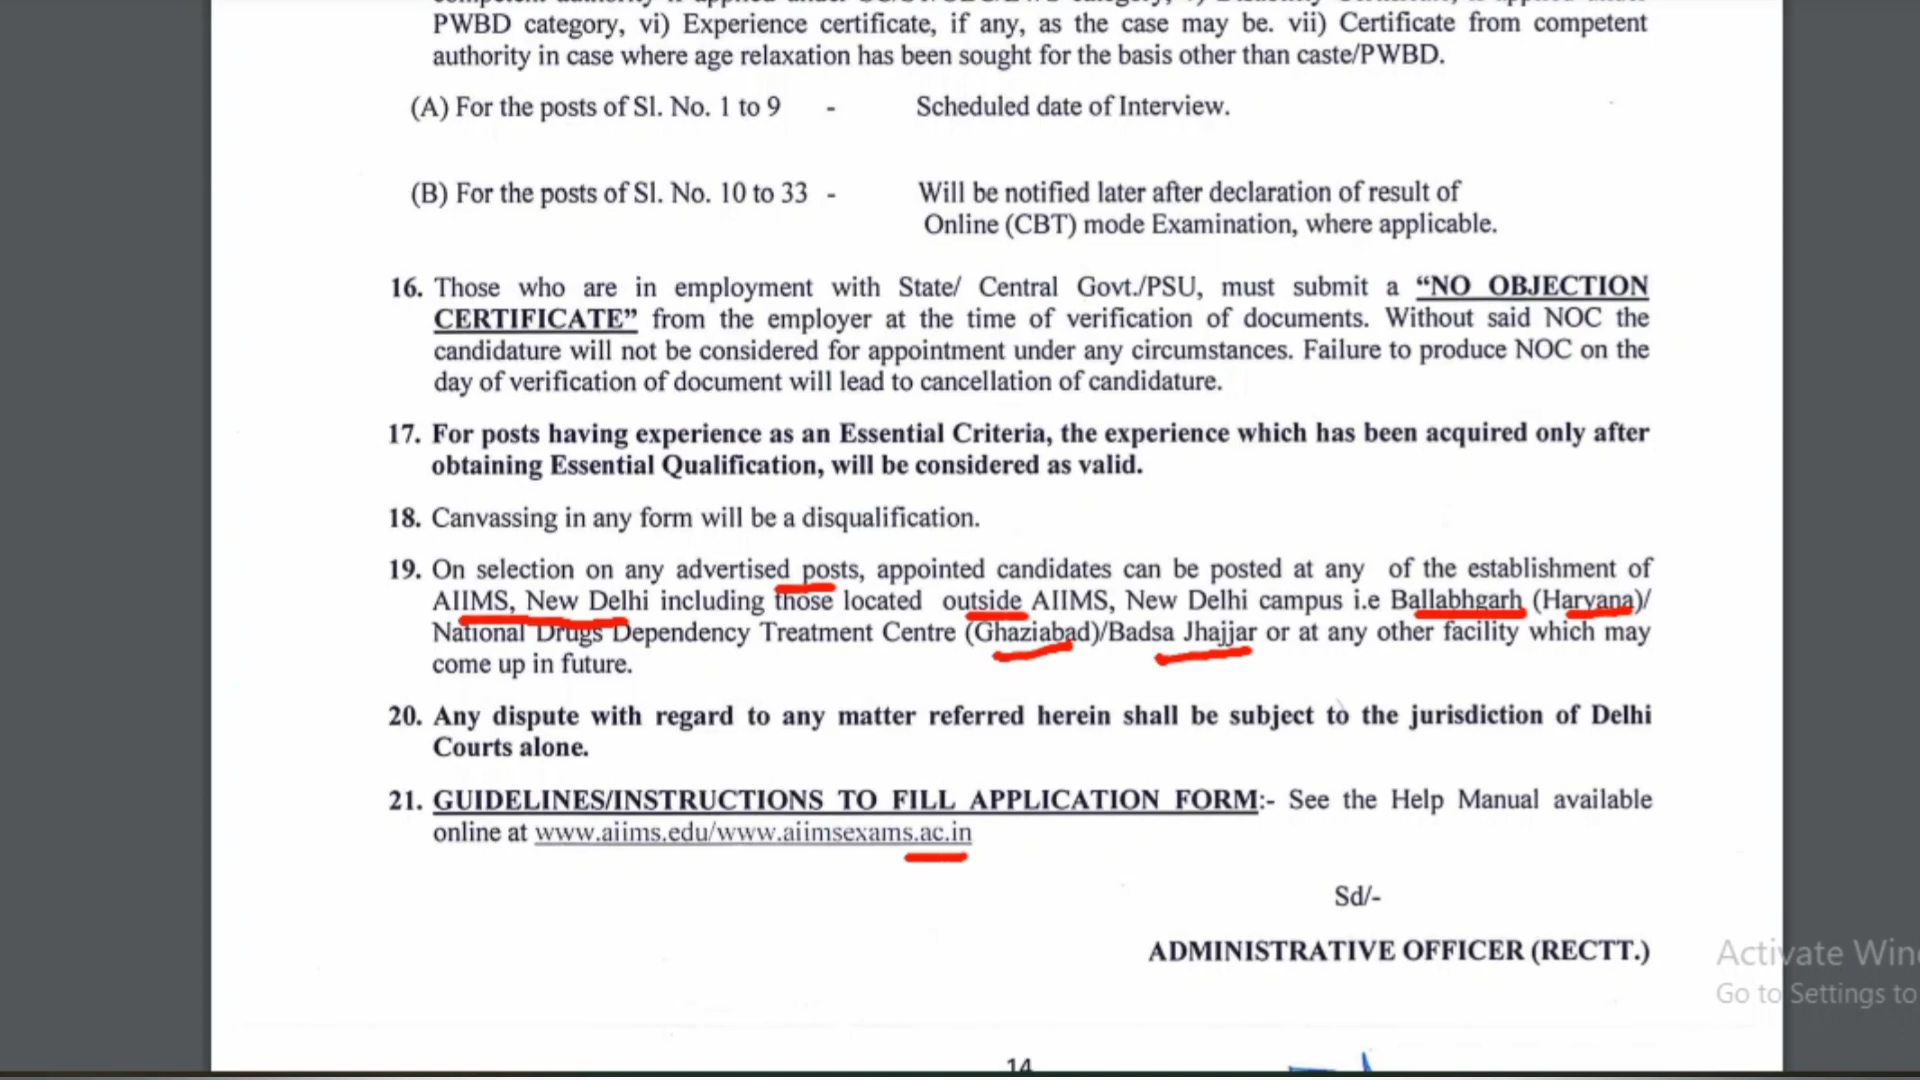 PWBD category, vi) Experience certificate, if any, as the case may be. vii) Certificate from competent
authority in case where age relaxation has been sought for the basis other than caste/PWBD.
(A) For the posts of Sl. No. 1 to 9 - Scheduled date of Interview.
(B) For the posts of Sl. No. 10 to 33 - Will be notified later after declaration of result of
Online (CBT) mode Examination, where applicable.
16. Those who are in employment with State/ Central Govt./PSU, must submit a “NO OBJECTION
CERTIFICATE” from the employer at the time of verification of documents. Without said NOC the
candidature will not be considered for appointment under any circumstances. Failure to produce NOC on the
day of verification of document will lead to cancellation of candidature.
17. For posts having experience as an Essential Criteria, the experience which has been acquired only after
obtaining Essential Qualification, will be considered as valid.
18. Canvassing in any form will be a disqualification.
19. On selection on any advertised posts, appointed candidates can be posted at any of the establishment of
AIIMS, New Delhi including those located outside AIIMS, New Delhi campus i.e Ballabhgarh (Haryana)/
National Drugs Dependency Treatment Centre (Ghaziabad)/Badsa Jhajjar or at any other facility which may
come up in future.
20. Any dispute with regard to any matter referred herein shall be subject to the jurisdiction of Delhi
Courts alone.
21. GUIDELINES/INSTRUCTIONS TO FILL APPLICATION FORM:- See the Help Manual available
online at www.aiims.edu/www.aiimsexams.ac.in
Sd/-
ADMINISTRATIVE OFFICER (RECTT.)
Activate Win
Go to Settings to
14